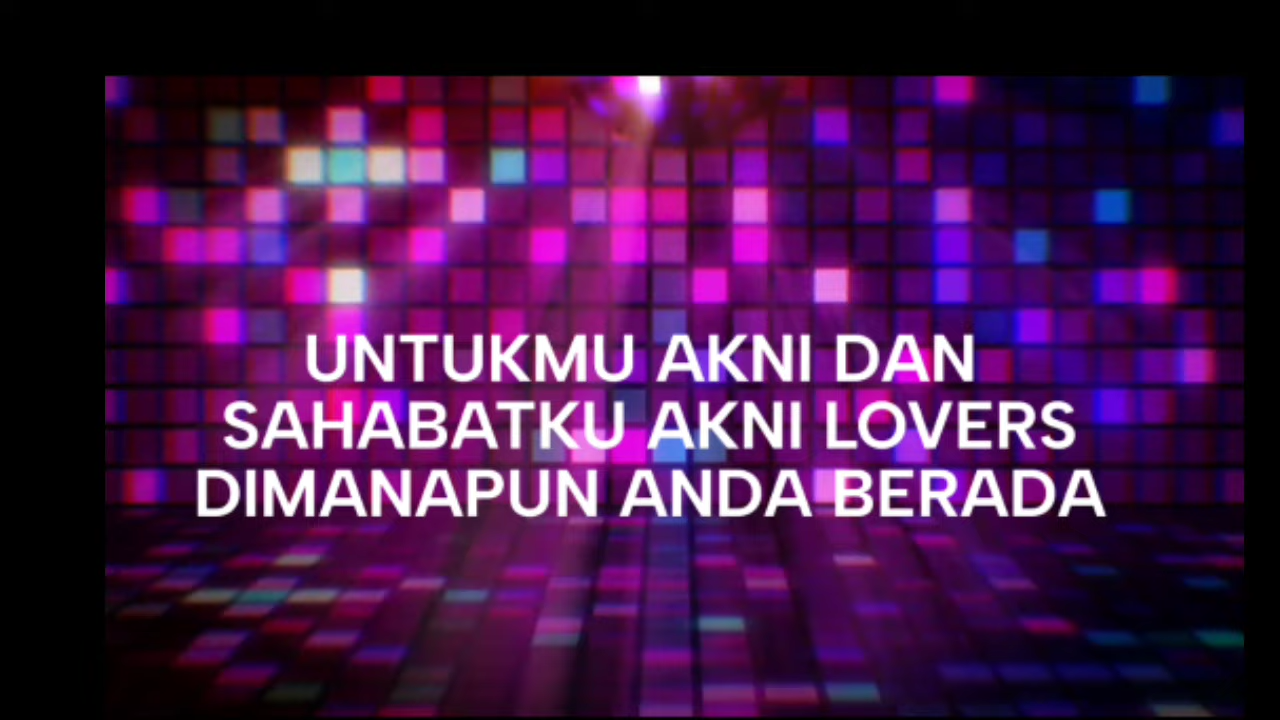 UNTUKMU AKNI DAN
SAHABATKU AKNI LOVERS
DIMANAPUN ANDA BERADA